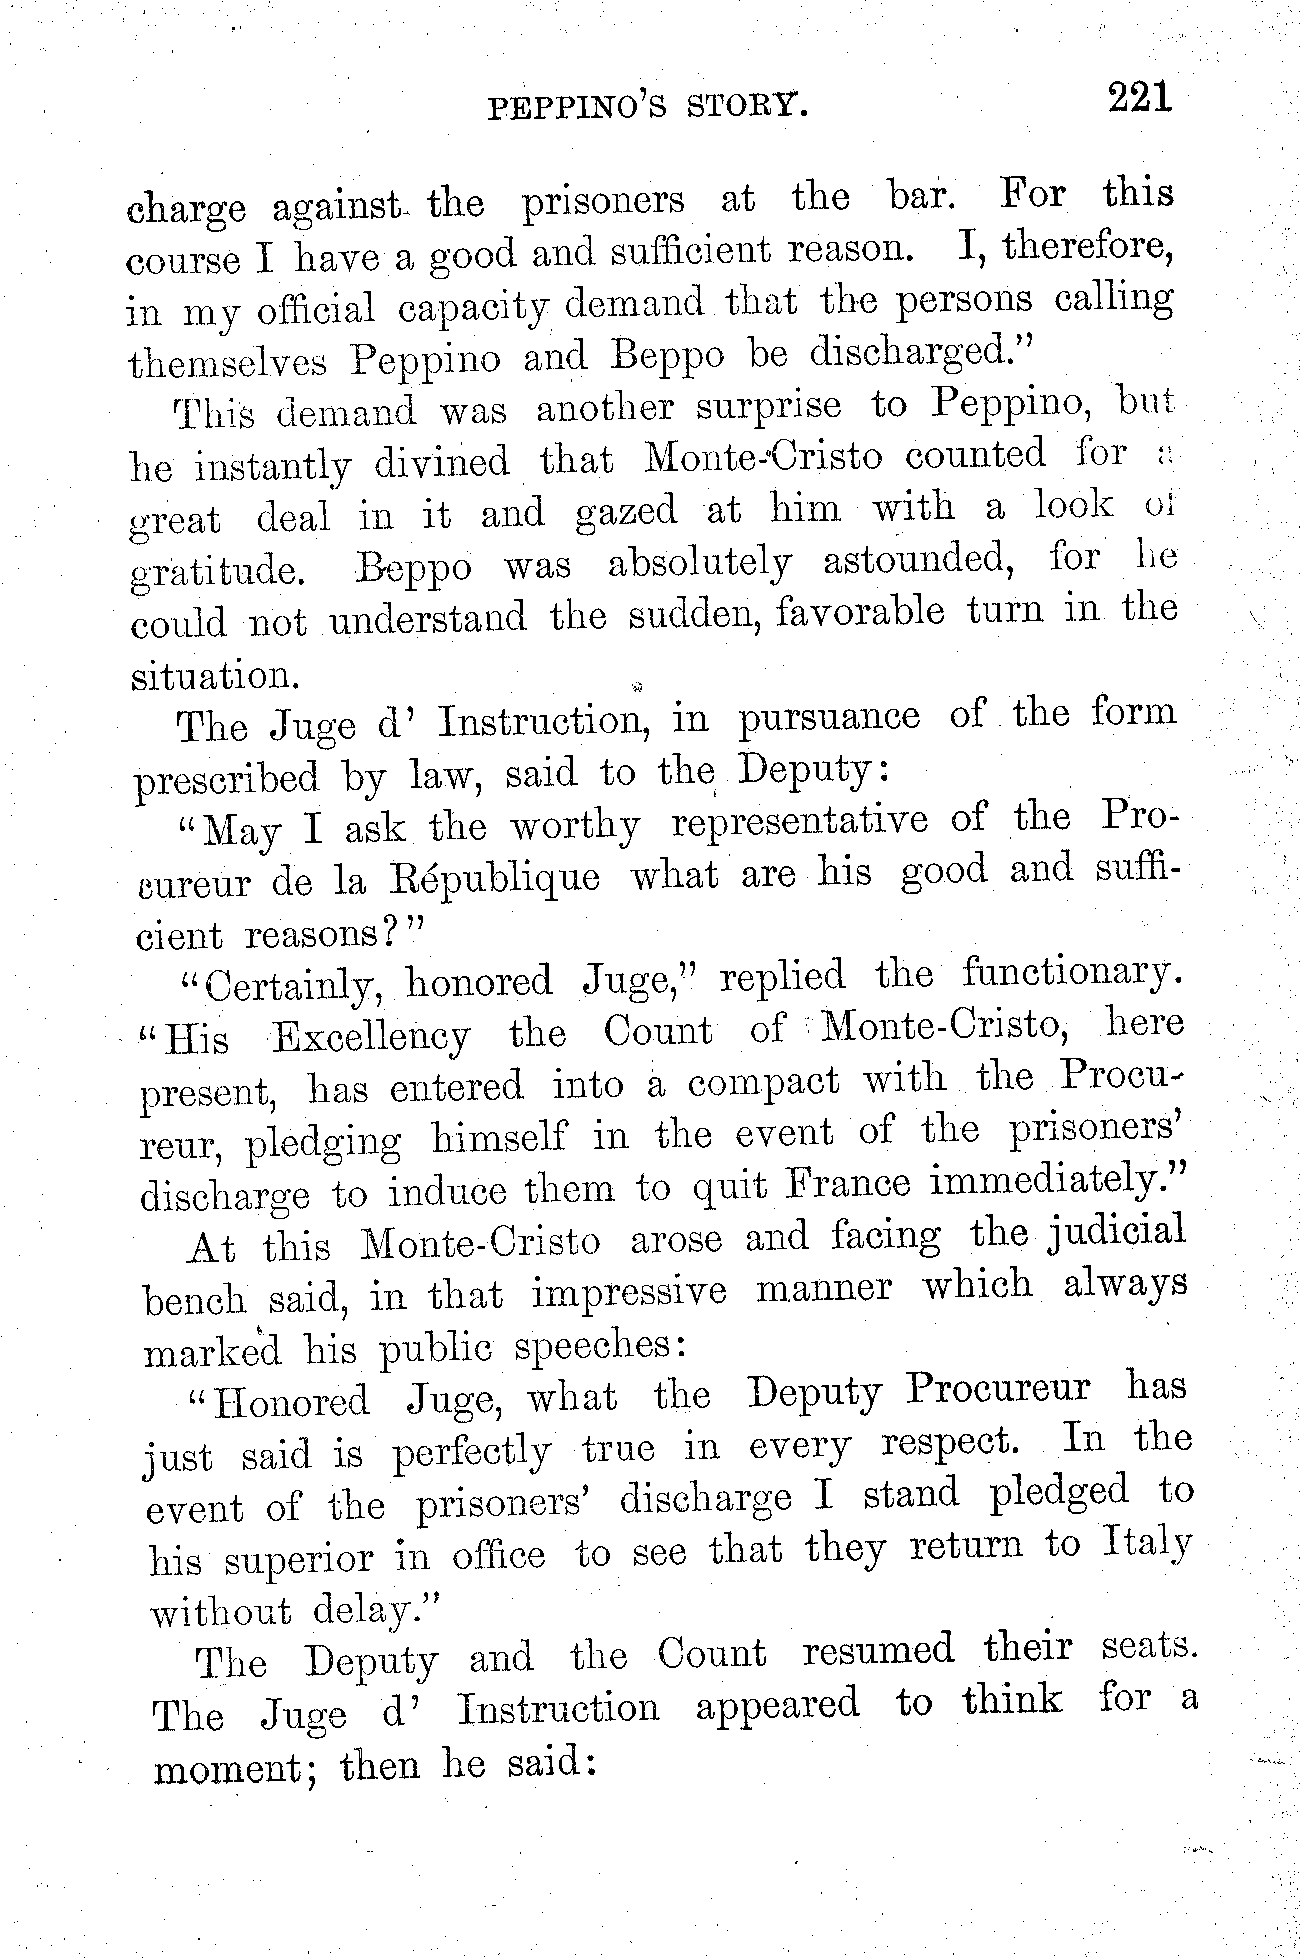 PEPPINO'S STORY. 221
charge against the prisoners at the bar. For this
course I have a good and sufficient reason. I, therefore,
in my official capacity demand that the persons calling
themselves Peppino and Beppo be discharged."
This demand was another surprise to Peppino, but
he instantly divined that Monte-Cristo counted for a
great deal in it and gazed at him with a look of
gratitude. Beppo was absolutely astounded, for he
could not understand the sudden, favorable turn in the
situation.
The Juge d' Instruction, in pursuance of the form
prescribed by law, said to the Deputy:
"May I ask the worthy representative of the Pro-
cureur de la République what are his good and suffi-
cient reasons?"
"Certainly, honored Juge," replied the functionary.
"His Excellency the Count of Monte-Cristo, here
present, has entered into a compact with the Procu-
reur, pledging himself in the event of the prisoners'
discharge to induce them to quit France immediately."
At this Monte-Cristo arose and facing the judicial
bench said, in that impressive manner which always
marked his public speeches:
"Honored Juge, what the Deputy Procureur has
just said is perfectly true in every respect. In the
event of the prisoners' discharge I stand pledged to
his superior in office to see that they return to Italy
without delay."
The Deputy and the Count resumed their seats.
The Juge d' Instruction appeared to think for a
moment; then he said: